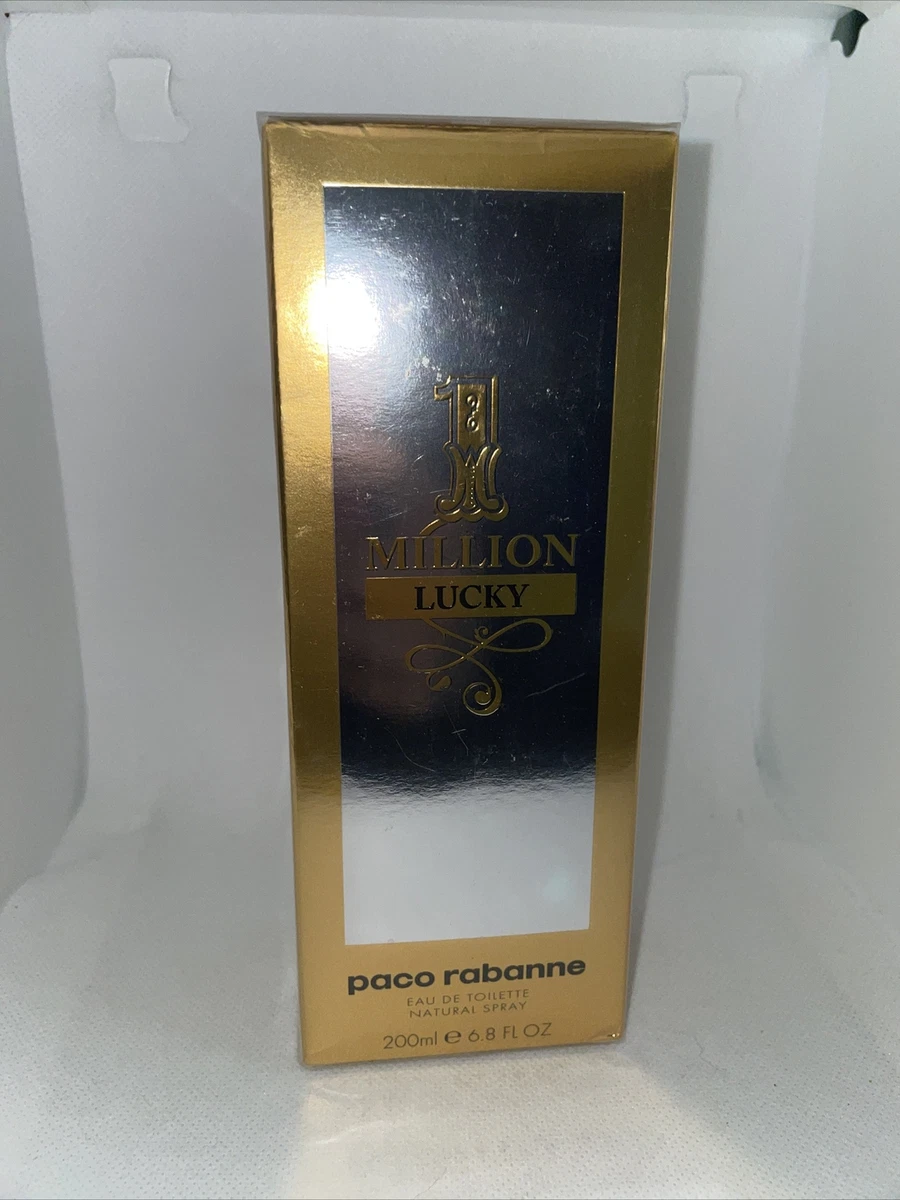 1
MILLION
LUCKY
paco rabanne
EAU DE TOILETTE
NATURAL SPRAY
200ml ℮ 6.8 FL OZ